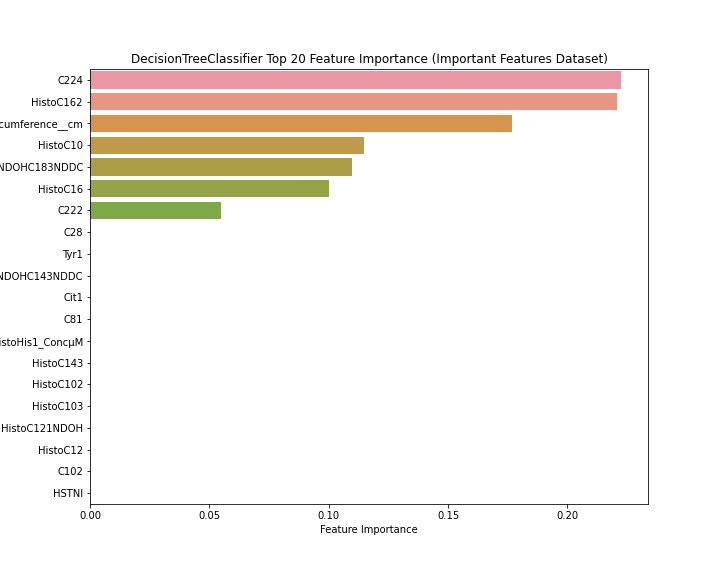 DecisionTreeClassifier Top 20 Feature Importance (Important Features Dataset)
C224
HistoC162
cumference__cm
HistoC10
NDOHC183NDDC
HistoC16
C222
C28
Tyr1
NDOHC143NDDC
Cit1
C81
istoHis1_ConcμM
HistoC143
HistoC102
HistoC103
HistoC121NDOH
HistoC12
C102
HSTNI
0.00 0.05 0.10 0.15 0.20
Feature Importance